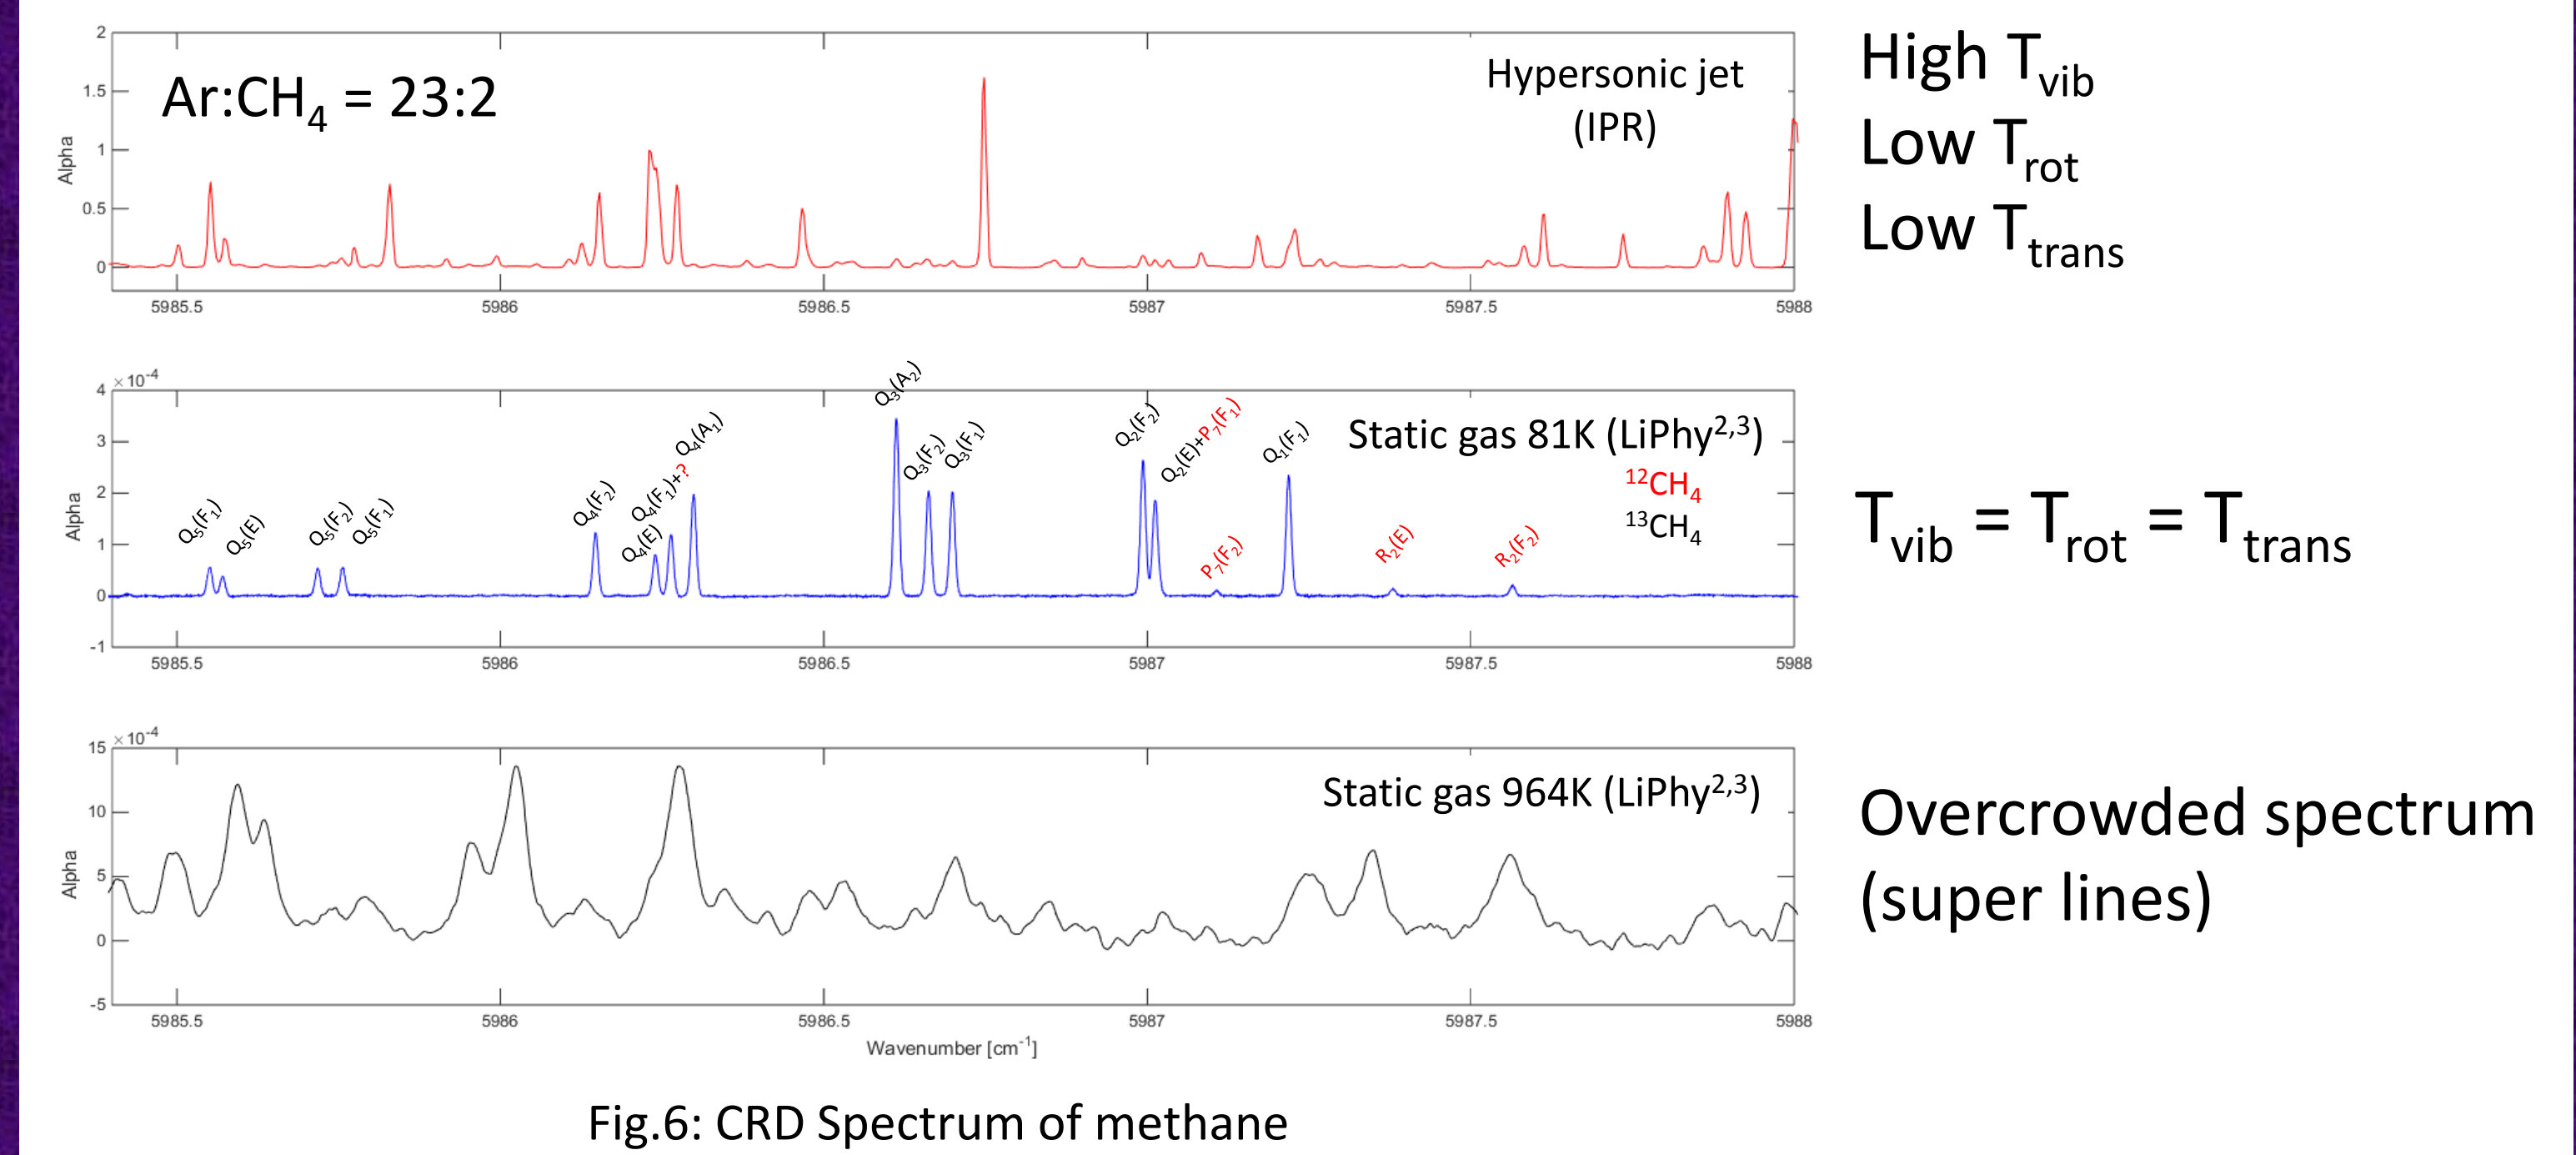 Ar:CH4 = 23:2
Hypersonic jet
(IPR)
Alpha
2
1.5
1
0.5
0
5985.5 5986 5986.5 5987 5987.5 5988
High Tvib
Low Trot
Low Ttrans
×10-4
Alpha
4
3
2
1
0
-1
Q5(F1)
Q5(E)
Q5(F2)
Q5(F1)
Q4(F2)
Q4(E)
Q4(F1)+?
Q4(A1)
Q3(A2)
Q3(F2)
Q3(F1)
Q2(F2)
Q2(E)+P7(F1)
P7(F2)
Q1(F1)
R2(E)
R2(F2)
Static gas 81K (LiPhy2,3)
12CH4
13CH4
5985.5 5986 5986.5 5987 5987.5 5988
Tvib = Trot = Ttrans
×10-4
Alpha
15
10
5
0
-5
Static gas 964K (LiPhy2,3)
5985.5 5986 5986.5 5987 5987.5 5988
Wavenumber [cm-1]
Overcrowded spectrum
(super lines)
Fig.6: CRD Spectrum of methane